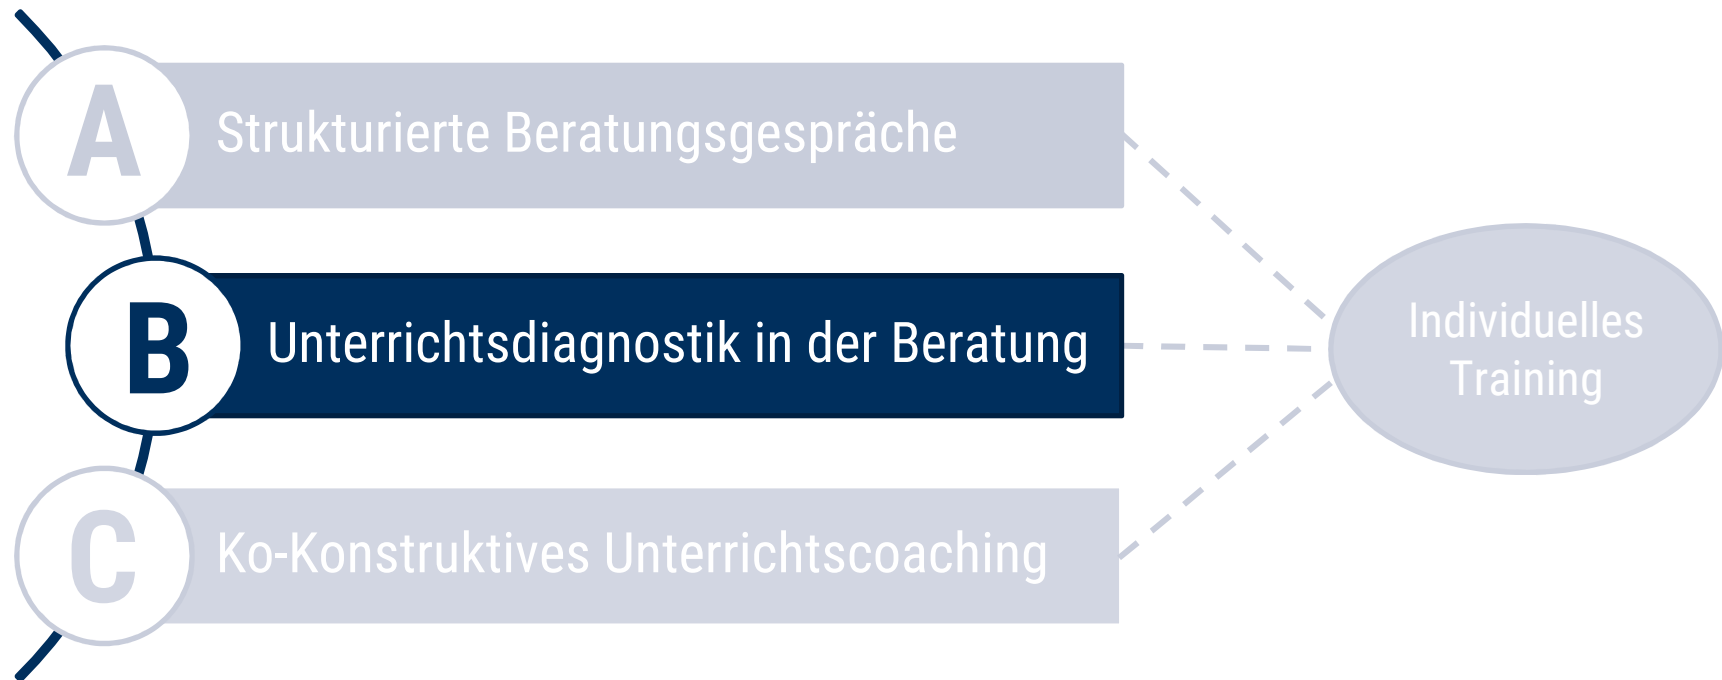 A
Strukturierte Beratungsgespräche
B
Unterrichtsdiagnostik in der Beratung
C
Ko-Konstruktives Unterrichtscoaching
Individuelles
Training